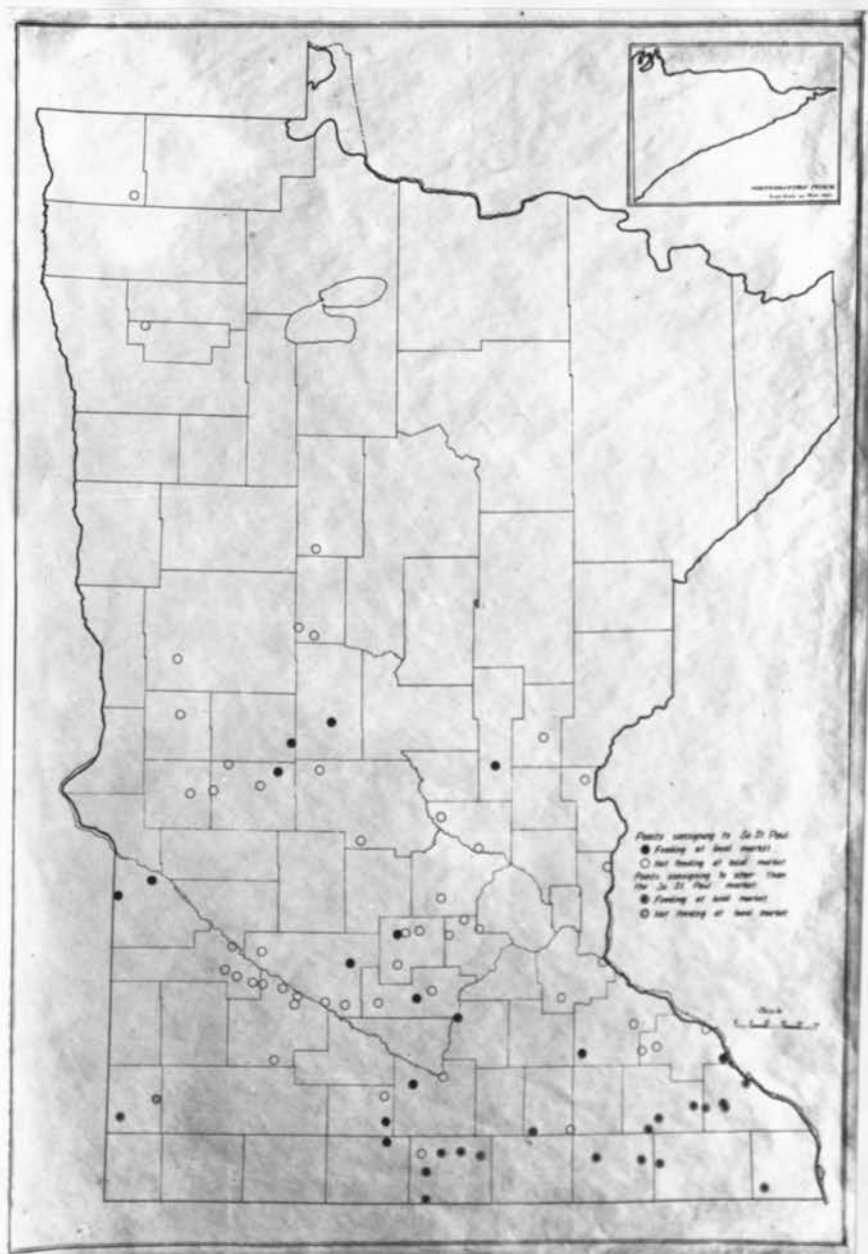 Points consigning to So. St. Paul
Feeding at local market
Not feeding at local market
Points consigning to other than
the So. St. Paul market
Feeding at local market
Not feeding at local market
Scale